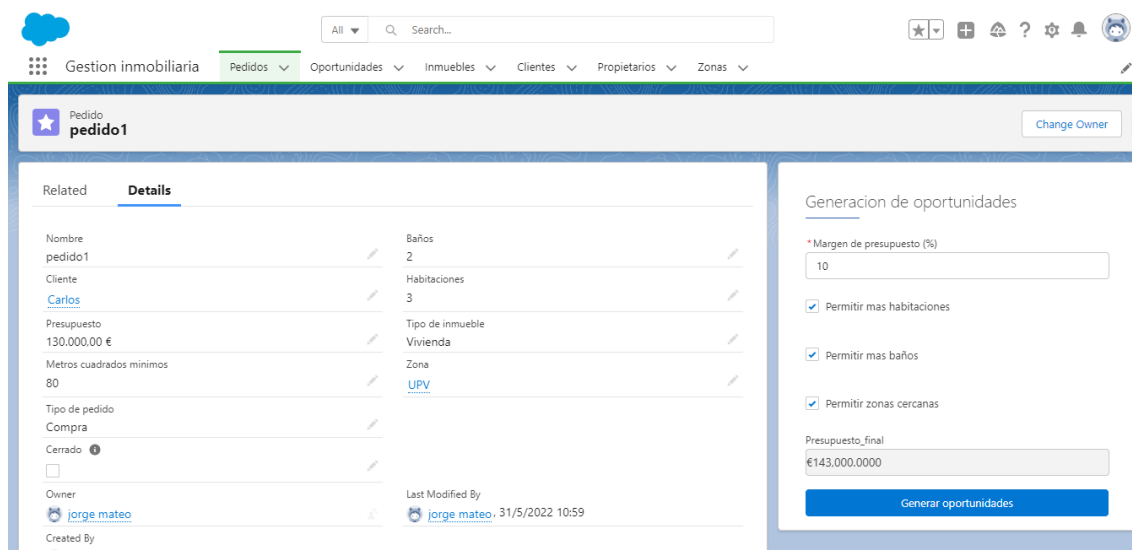 All
Search...
Gestion inmobiliaria
Pedidos
Oportunidades
Inmuebles
Clientes
Propietarios
Zonas
Pedido
pedido1
Change Owner
Related
Details
Nombre
pedido1
Baños
2
Cliente
Carlos
Habitaciones
3
Presupuesto
130.000,00 €
Tipo de inmueble
Vivienda
Metros cuadrados minimos
80
Zona
UPV
Tipo de pedido
Compra
Cerrado
Owner
jorge mateo
Last Modified By
jorge mateo, 31/5/2022 10:59
Created By
Generacion de oportunidades
*Margen de presupuesto (%)
10
Permitir mas habitaciones
Permitir mas baños
Permitir zonas cercanas
Presupuesto_final
€143,000.0000
Generar oportunidades